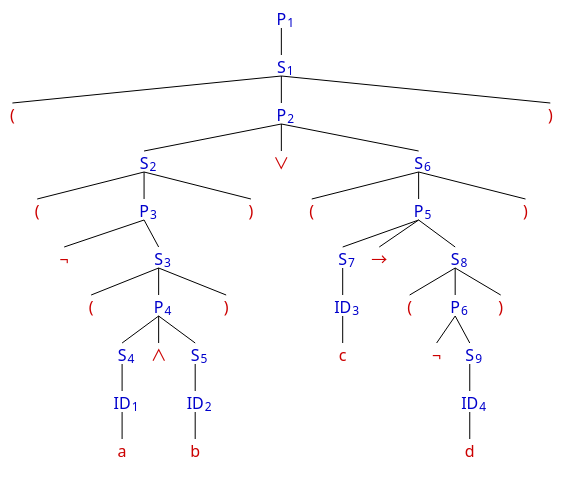 P₁
S₁
( P₂ )
S₂ ∨ S₆
( P₃ ) ( P₅ )
¬ S₃ S₇ → S₈
( P₄ ) ID₃ ( P₆ )
S₄ ∧ S₅ c ¬ S₉
ID₁ ID₂ ID₄
a b d